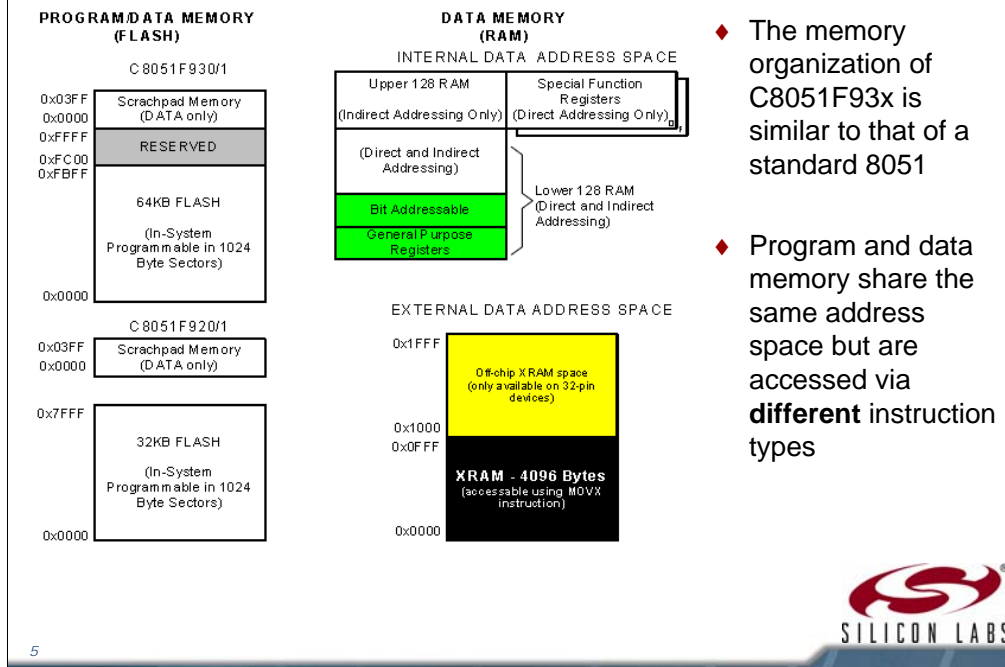 PROGRAM/DATA MEMORY
(FLASH)
C8051F930/1
0x03FF
0x0000
Scrachpad Memory
(DATA only)
0xFFFF
0xFC00
RESERVED
0xFBFF
64KB FLASH
(In-System
Programmable in 1024
Byte Sectors)
0x0000
C8051F920/1
0x03FF
0x0000
Scrachpad Memory
(DATA only)
0x7FFF
32KB FLASH
(In-System
Programmable in 1024
Byte Sectors)
0x0000
DATA MEMORY
(RAM)
INTERNAL DATA ADDRESS SPACE
Upper 128 RAM
(Indirect Addressing Only)
Special Function
Registers
(Direct Addressing Only)
0
F
(Direct and Indirect
Addressing)
Bit Addressable
General Purpose
Registers
Lower 128 RAM
(Direct and Indirect
Addressing)
EXTERNAL DATA ADDRESS SPACE
0x1FFF
Off-chip XRAM space
(only available on 32-pin
devices)
0x1000
0x0FFF
XRAM - 4096 Bytes
(accessable using MOVX
instruction)
0x0000
♦ The memory
organization of
C8051F93x is
similar to that of a
standard 8051
♦ Program and data
memory share the
same address
space but are
accessed via
different instruction
types
SILICON LABS
5